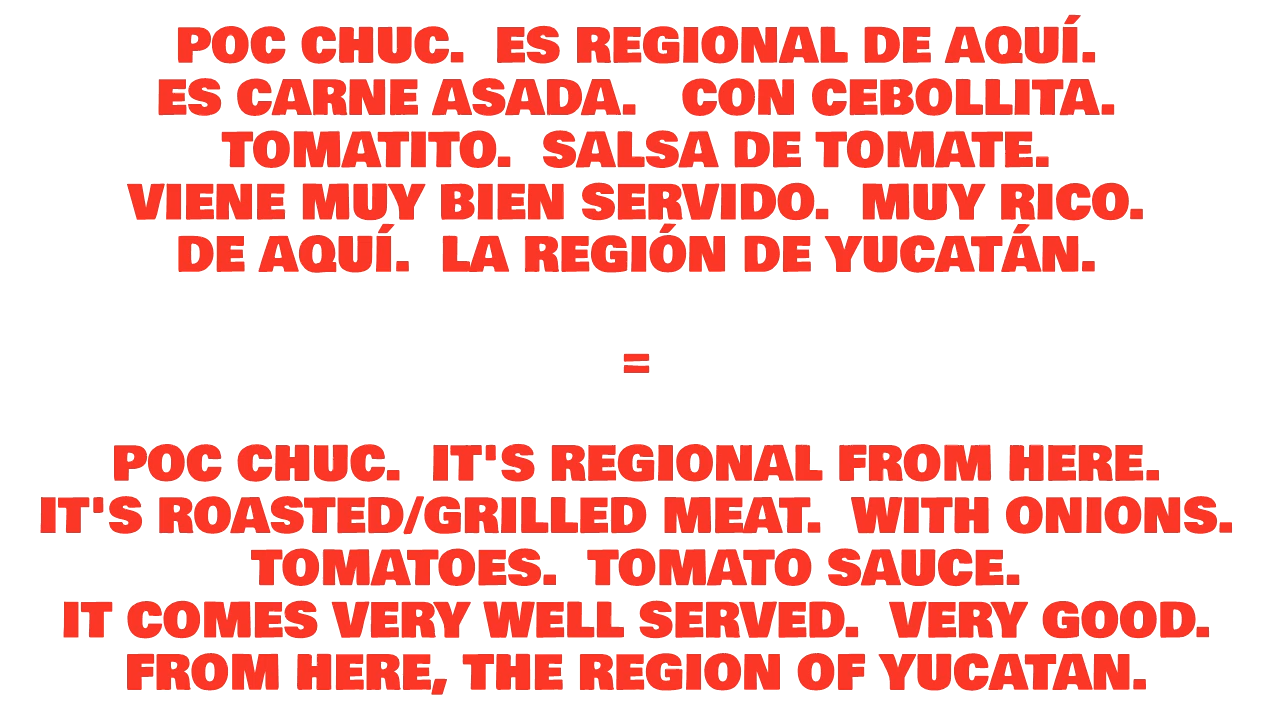 POC CHUC.  ES REGIONAL DE AQUÍ.
ES CARNE ASADA.   CON CEBOLLITA.
TOMATITO.  SALSA DE TOMATE.
VIENE MUY BIEN SERVIDO.  MUY RICO.
DE AQUÍ.  LA REGIÓN DE YUCATÁN.
=
POC CHUC.  IT'S REGIONAL FROM HERE.
IT'S ROASTED/GRILLED MEAT.  WITH ONIONS.
TOMATOES.  TOMATO SAUCE.
IT COMES VERY WELL SERVED.  VERY GOOD.
FROM HERE, THE REGION OF YUCATAN.